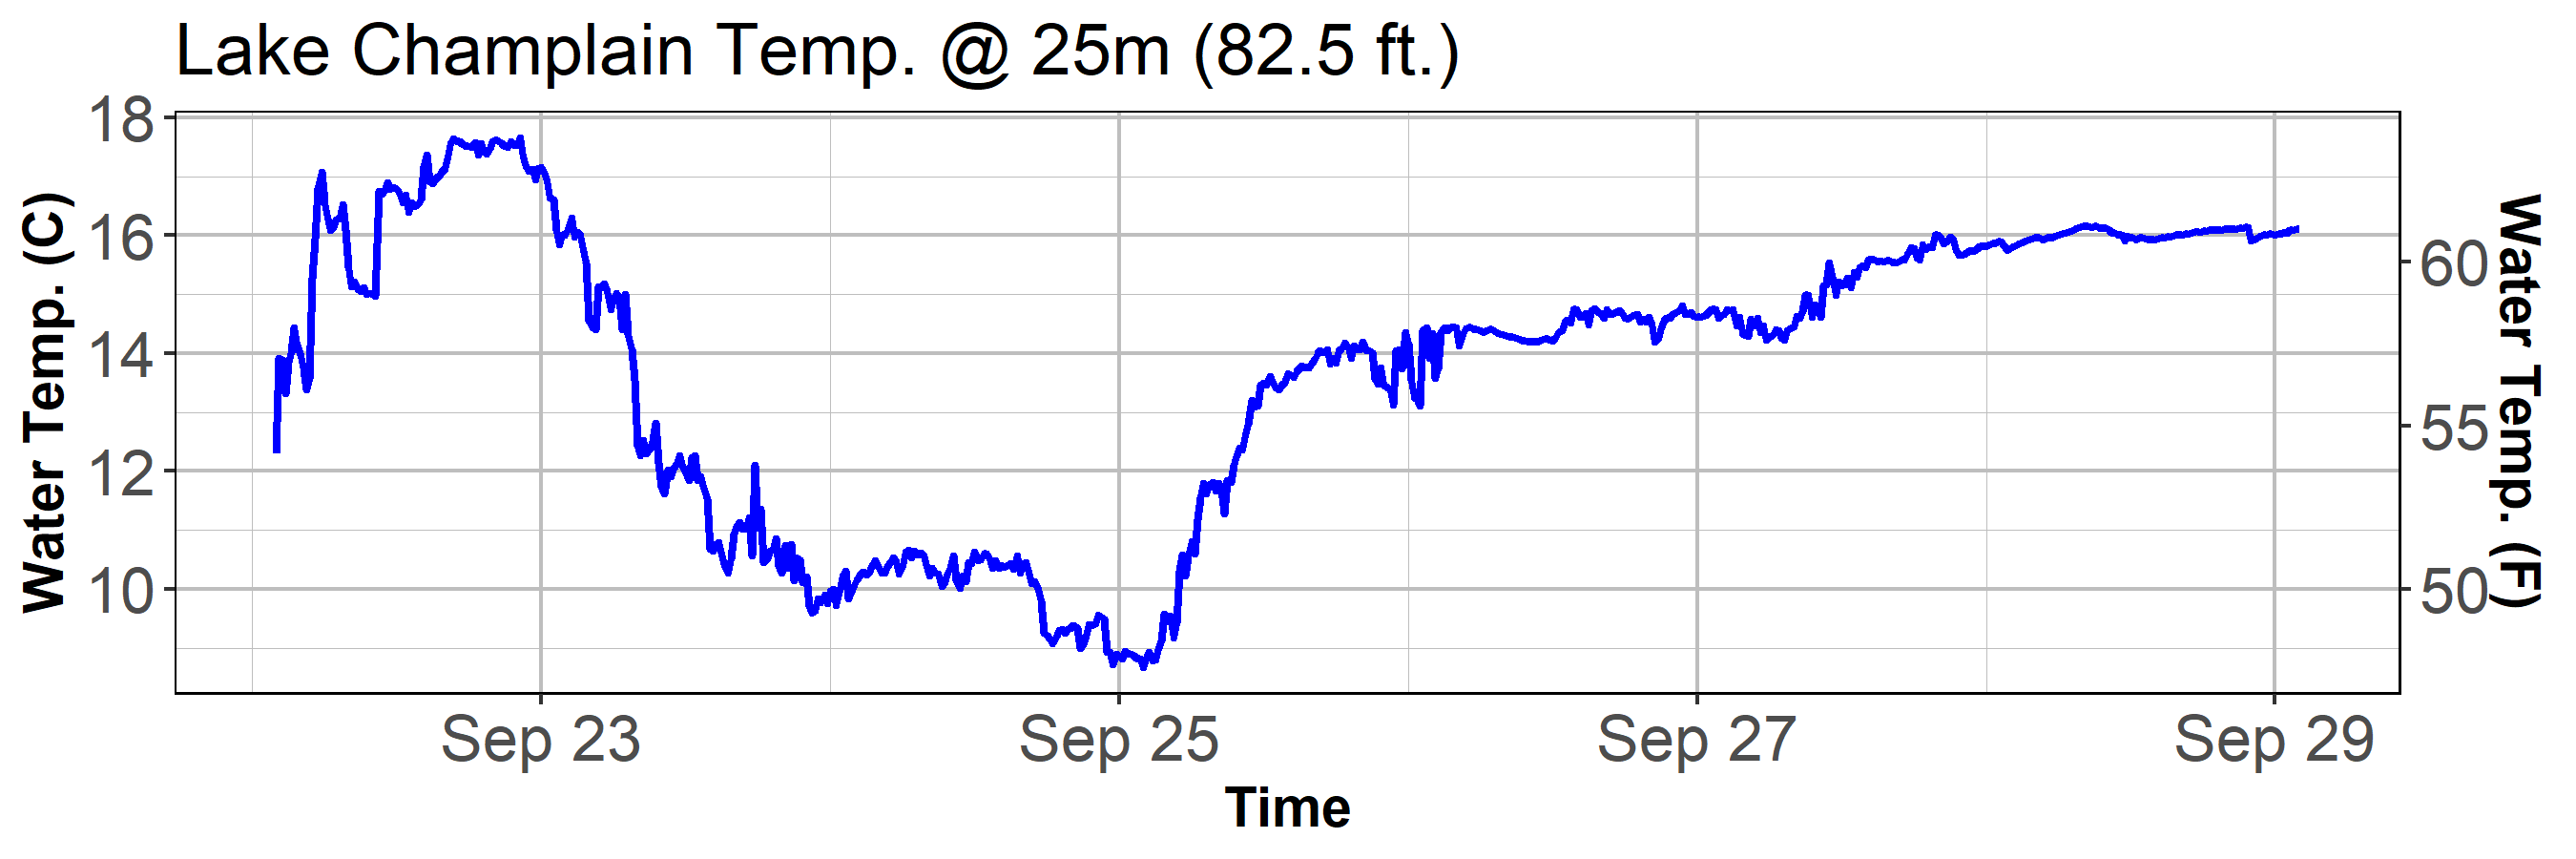 Lake Champlain Temp. @ 25m (82.5 ft.)
Water Temp. (C)
18
16
14
12
10
60
55
50
Water Temp. (F)
Sep 23
Sep 25
Sep 27
Sep 29
Time